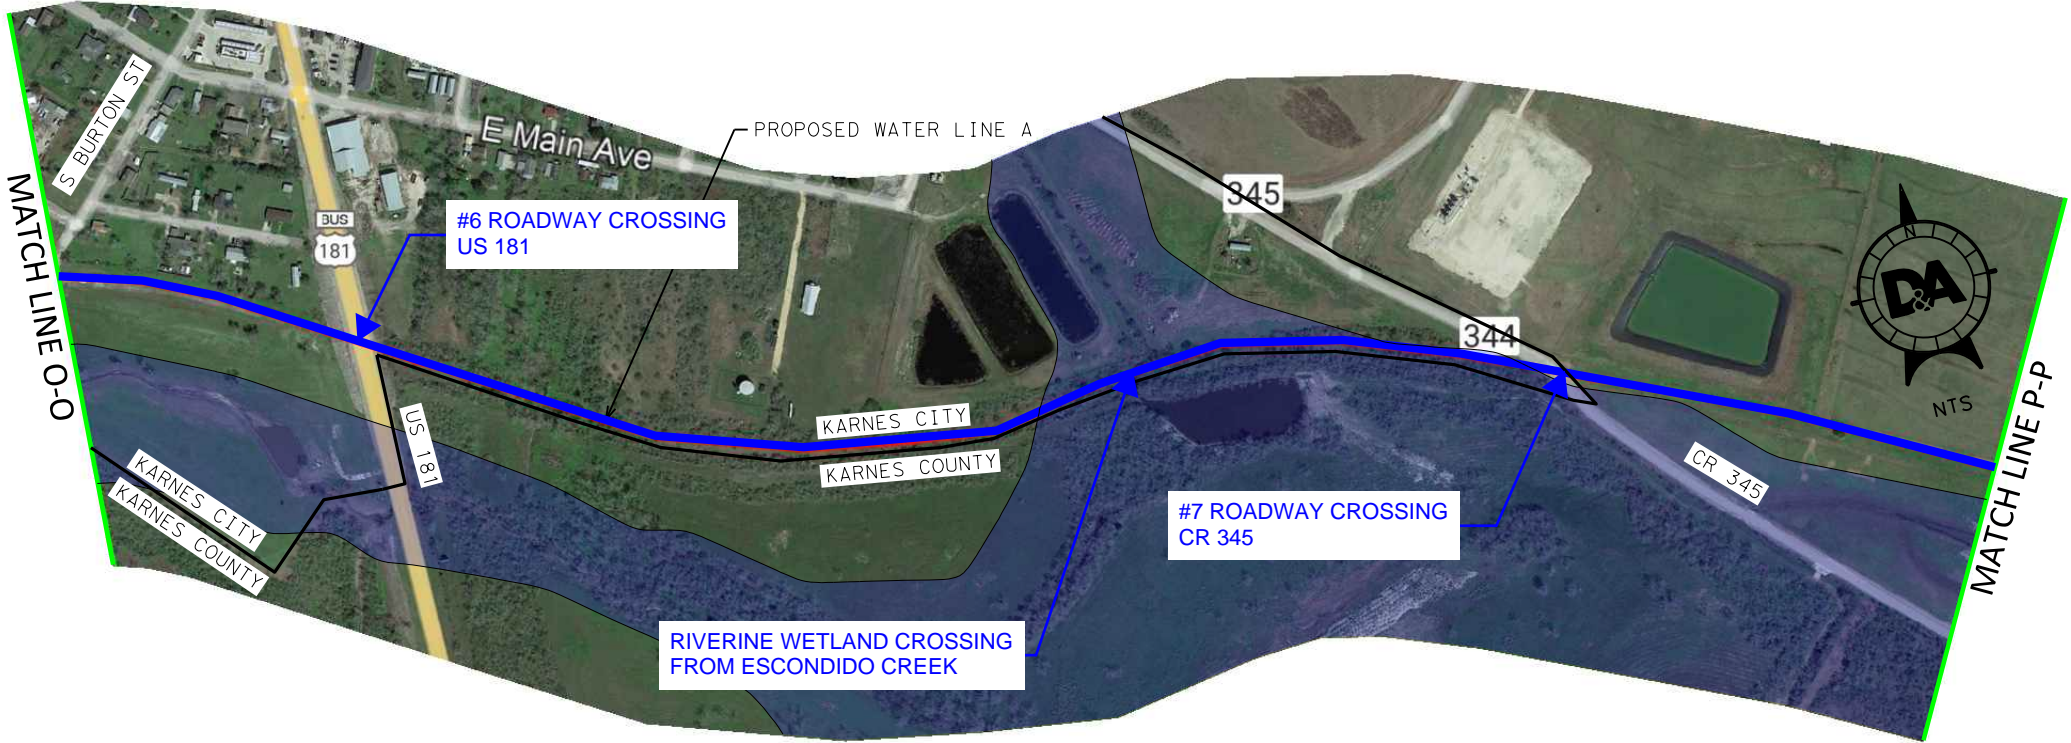 S BURTON ST
E Main Ave
PROPOSED WATER LINE A
MATCH LINE O-O
BUS
181
#6 ROADWAY CROSSING
US 181
345
344
N
D&A
NTS
US 181
KARNES CITY
KARNES COUNTY
KARNES CITY
KARNES COUNTY
CR 345
#7 ROADWAY CROSSING
CR 345
MATCH LINE P-P
RIVERINE WETLAND CROSSING
FROM ESCONDIDO CREEK